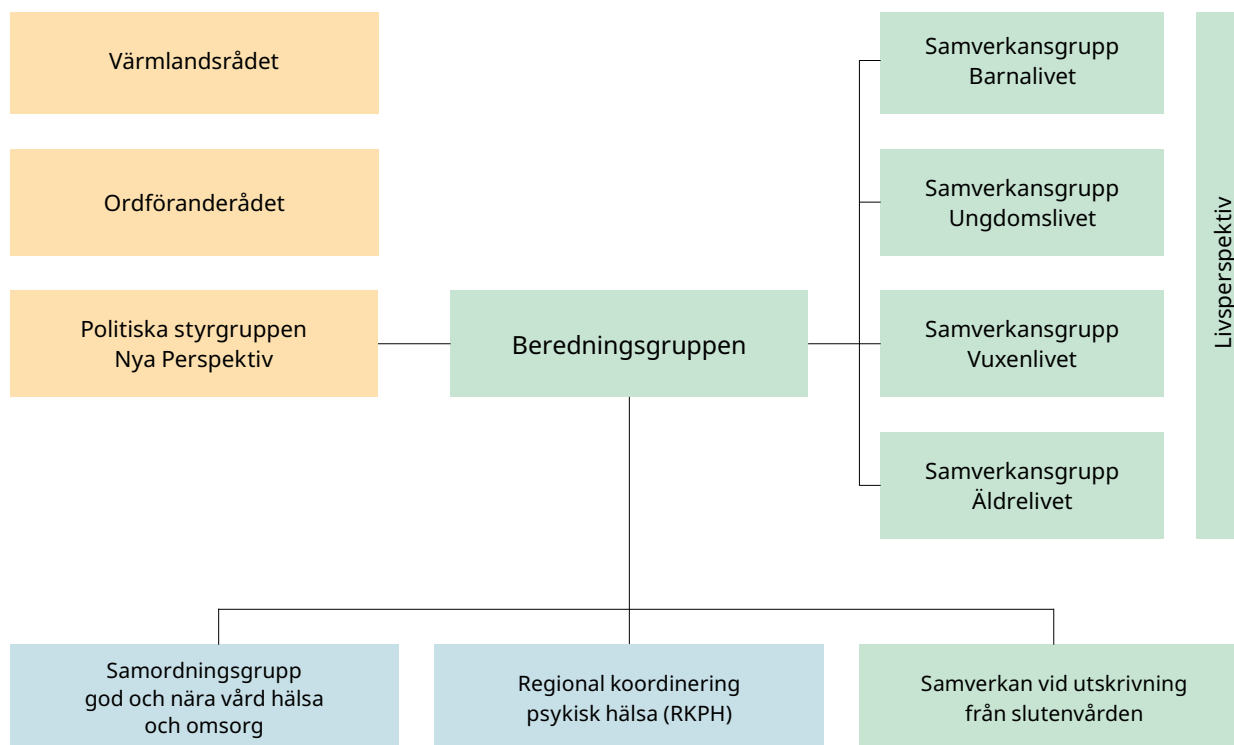 Värmlandsrådet
Ordföranderådet
Politiska styrgruppen
Nya Perspektiv
Beredningsgruppen
Samverkansgrupp
Barnalivet
Samverkansgrupp
Ungdomslivet
Samverkansgrupp
Vuxenlivet
Samverkansgrupp
Äldrelivet
Livsperspektiv
Samordningsgrupp
god och nära vård hälsa
och omsorg
Regional koordinering
psykisk hälsa (RKPH)
Samverkan vid utskrivning
från slutenvården